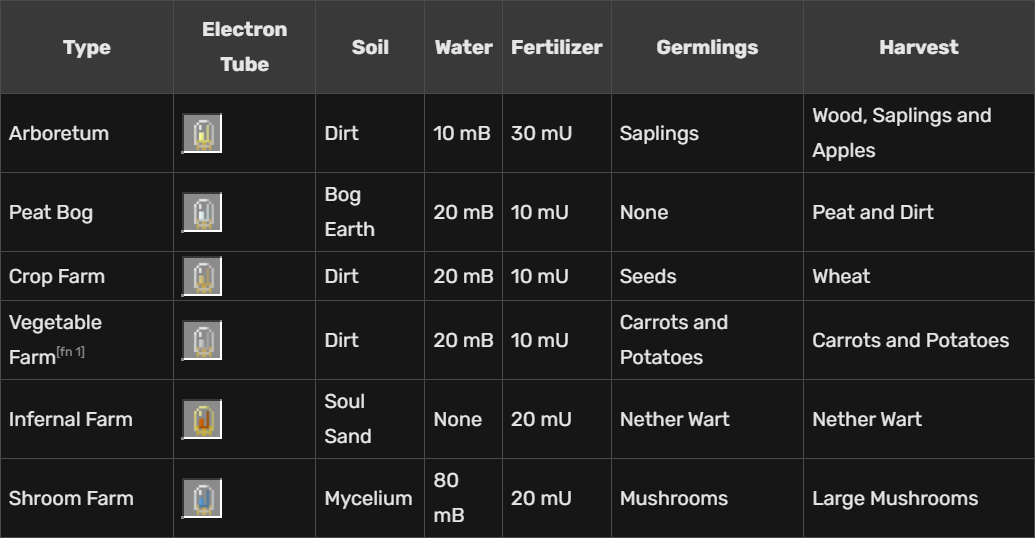 Type Electron Tube Soil Water Fertilizer Germlings Harvest
Arboretum Dirt 10 mB 30 mU Saplings Wood, Saplings and Apples
Peat Bog Bog Earth 20 mB 10 mU None Peat and Dirt
Crop Farm Dirt 20 mB 10 mU Seeds Wheat
Vegetable Farm[fn 1] Dirt 20 mB 10 mU Carrots and Potatoes Carrots and Potatoes
Infernal Farm Soul Sand None 20 mU Nether Wart Nether Wart
Shroom Farm Mycelium 80 mB 20 mU Mushrooms Large Mushrooms